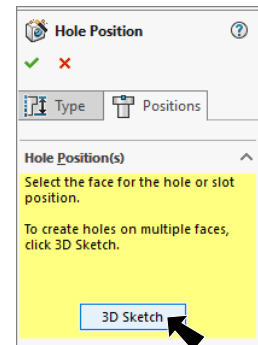 Hole Position
?
Type
Positions
Hole Position(s)
Select the face for the hole or slot
position.
To create holes on multiple faces,
click 3D Sketch.
3D Sketch